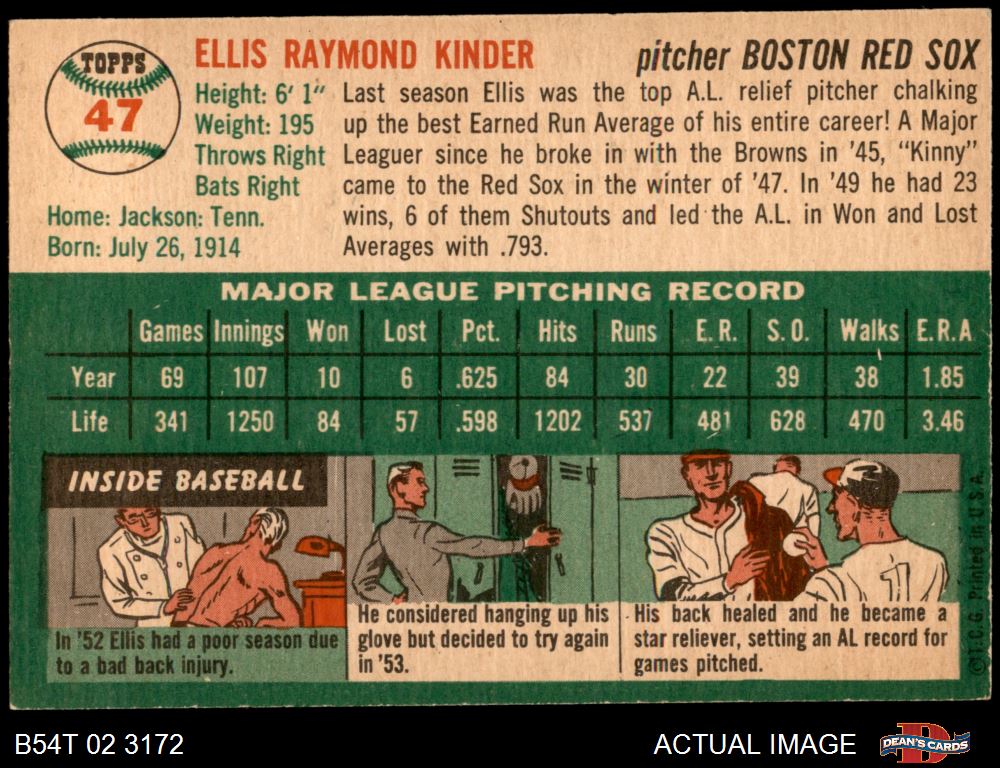 TOPPS
47
ELLIS RAYMOND KINDER
pitcher BOSTON RED SOX
Height: 6' 1"
Weight: 195
Throws Right
Bats Right
Home: Jackson: Tenn.
Born: July 26, 1914
Last season Ellis was the top A.L. relief pitcher chalking
up the best Earned Run Average of his entire career! A Major
Leaguer since he broke in with the Browns in '45, "Kinny"
came to the Red Sox in the winter of '47. In '49 he had 23
wins, 6 of them Shutouts and led the A.L. in Won and Lost
Averages with .793.
MAJOR LEAGUE PITCHING RECORD
Games Innings Won Lost Pct. Hits Runs E.R. S.O. Walks E.R.A
Year 69 107 10 6 .625 84 30 22 39 38 1.85
Life 341 1250 84 57 .598 1202 537 481 628 470 3.46
INSIDE BASEBALL
In '52 Ellis had a poor season due
to a bad back injury.
He considered hanging up his
glove but decided to try again
in '53.
1
His back healed and he became a
star reliever, setting an AL record for
games pitched.
©T.C.G. Printed in U.S.A.
B54T 02 3172
ACTUAL IMAGE
D
DEAN'S CARDS